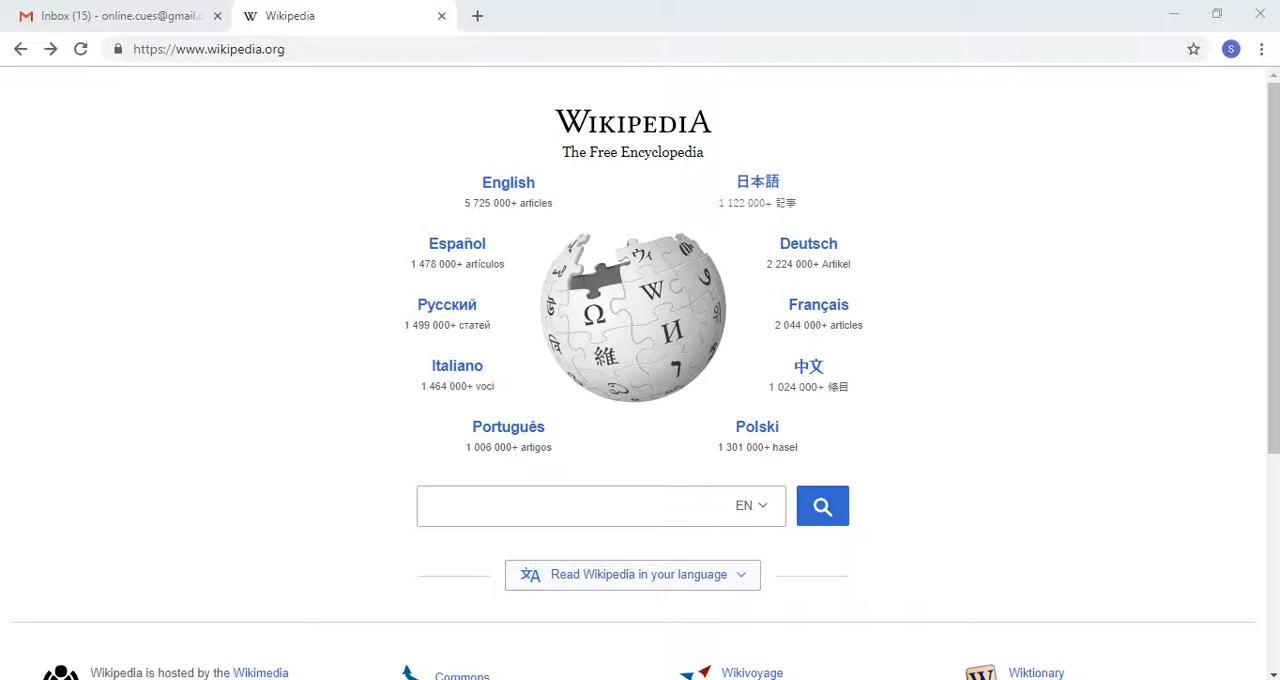 Inbox (15) - online.cues@gmail.c
Wikipedia
https://www.wikipedia.org
S
WIKIPEDIA
The Free Encyclopedia
English
5 725 000+ articles
日本語
1 122 000+ 記事
Español
1 478 000+ artículos
Deutsch
2 224 000+ Artikel
Русский
1 499 000+ статей
Français
2 044 000+ articles
Italiano
1 464 000+ voci
中文
1 024 000+ 條目
Português
1 006 000+ artigos
Polski
1 301 000+ haseł
Ω
W
И
維
ウィ
EN
Read Wikipedia in your language
Wikipedia is hosted by the Wikimedia
Commons
Wikivoyage
W
Wiktionary